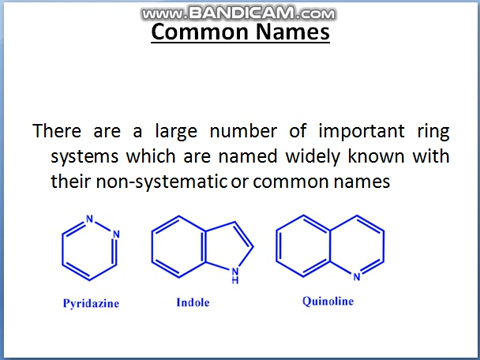 www.BANDICAM.com
Common Names
There are a large number of important ring
systems which are named widely known with
their non-systematic or common names
N
N
N
H
N
Pyridazine Indole Quinoline